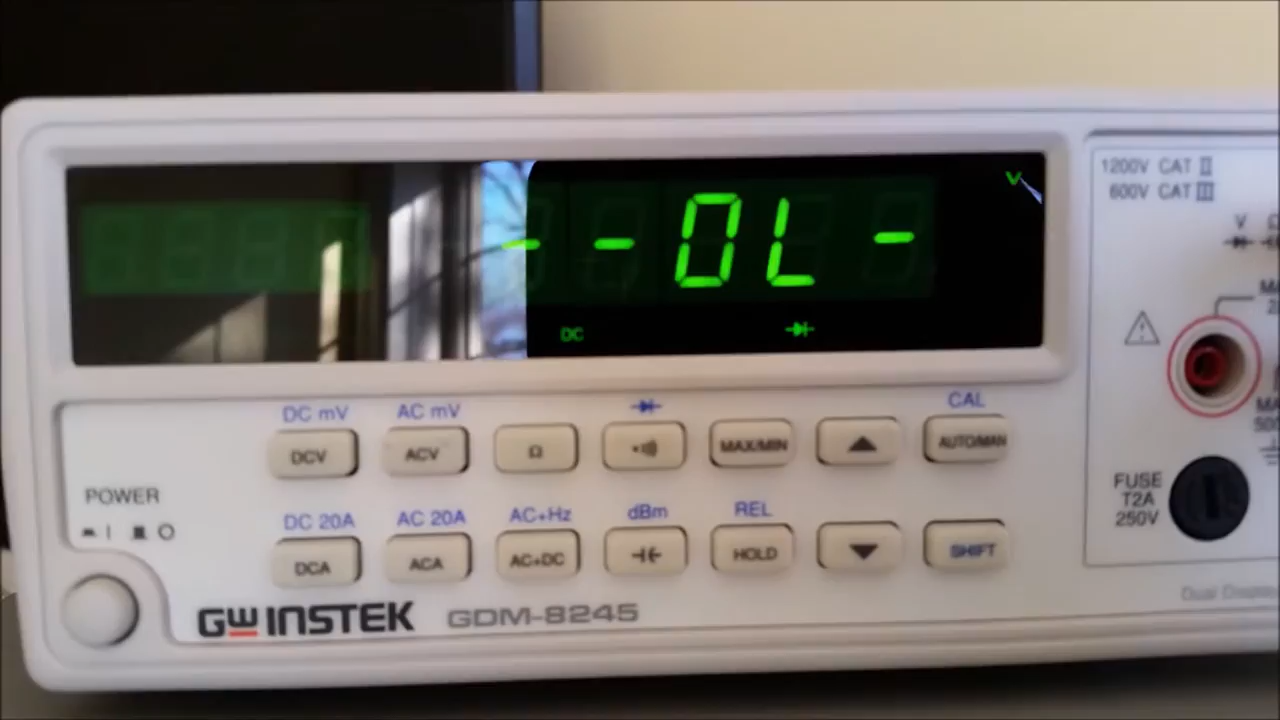 - - OL -
V
DC
1200V CAT II
600V CAT III
V Ω
DC mV AC mV CAL
DCV ACV Ω MAX/MIN AUTO/MAN
POWER
DC 20A AC 20A AC+Hz dBm REL
DCA ACA AC+DC HOLD SHIFT
FUSE
T2A
250V
GWINSTEK GDM-8245
Dual Display